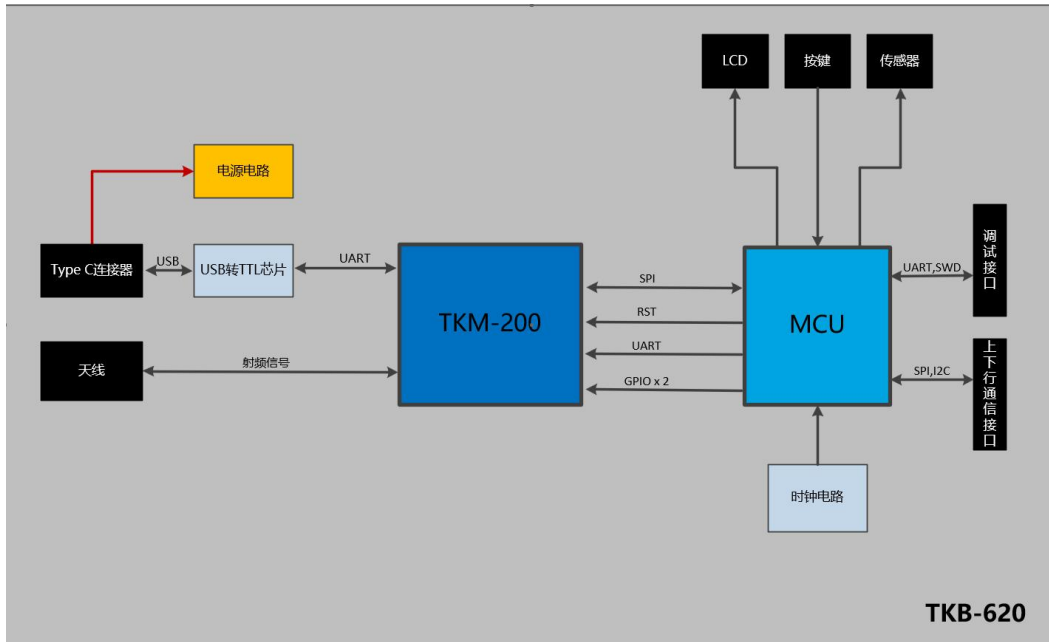 LCD
按键
传感器
电源电路
Type C连接器
USB
USB转TTL芯片
UART
TKM-200
SPI
RST
UART
GPIO x 2
MCU
UART,SWD
调试接口
天线
射频信号
SPI,I2C
上下行通信接口
时钟电路
TKB-620